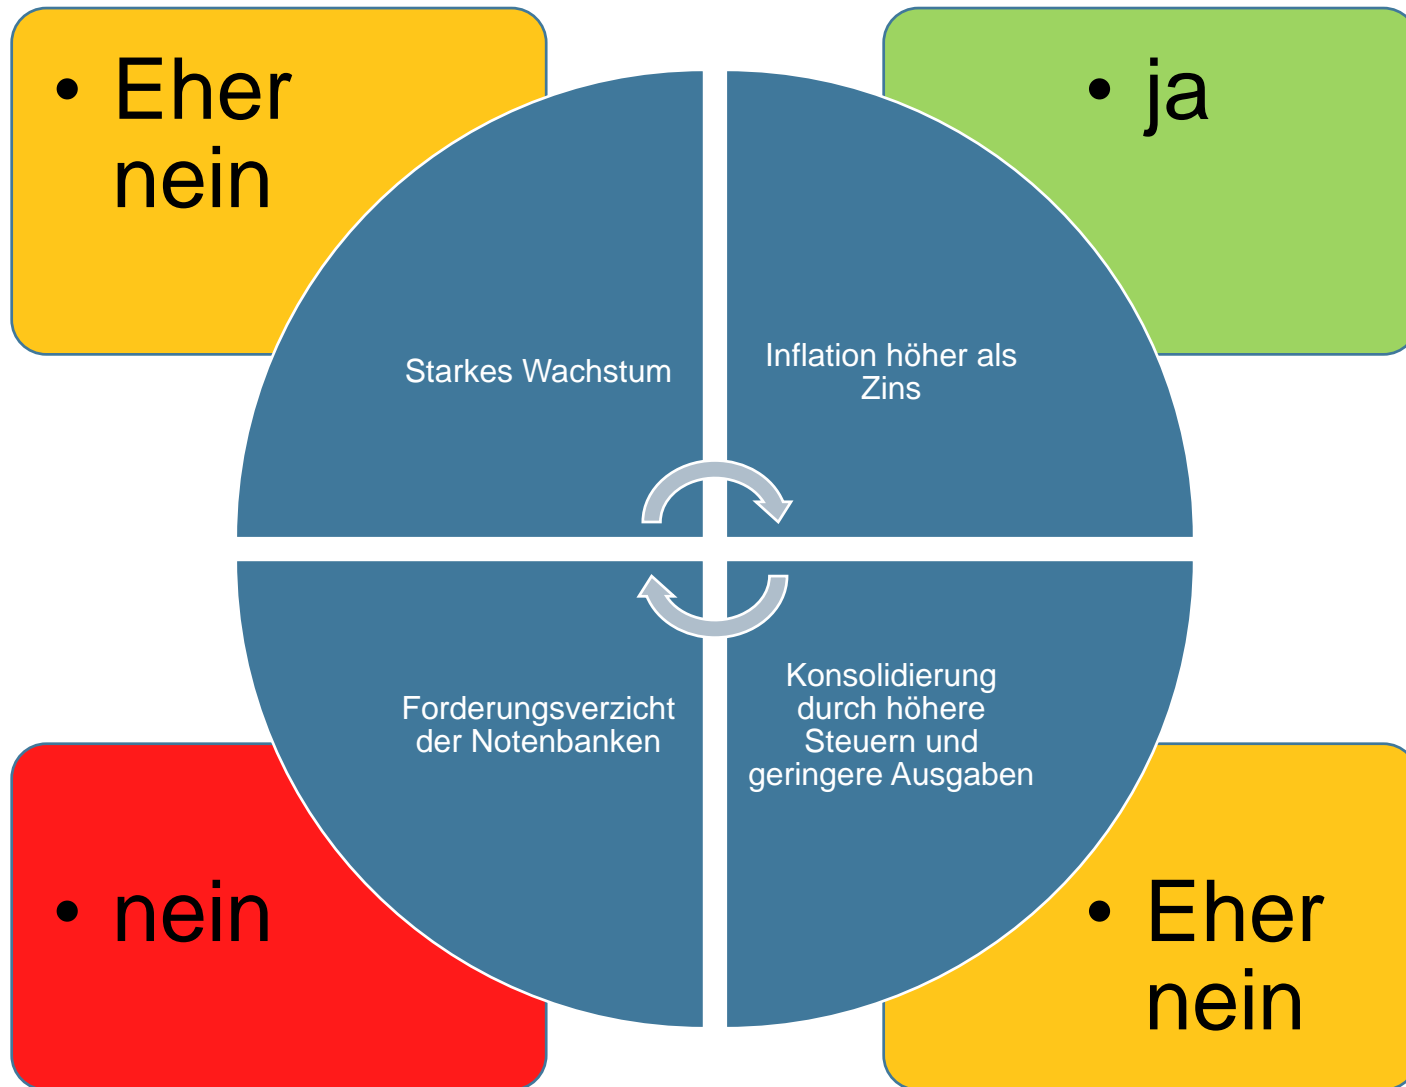 • Eher
nein
• ja
Starkes Wachstum
Inflation höher als
Zins
Forderungsverzicht
der Notenbanken
Konsolidierung
durch höhere
Steuern und
geringere Ausgaben
• nein
• Eher
nein